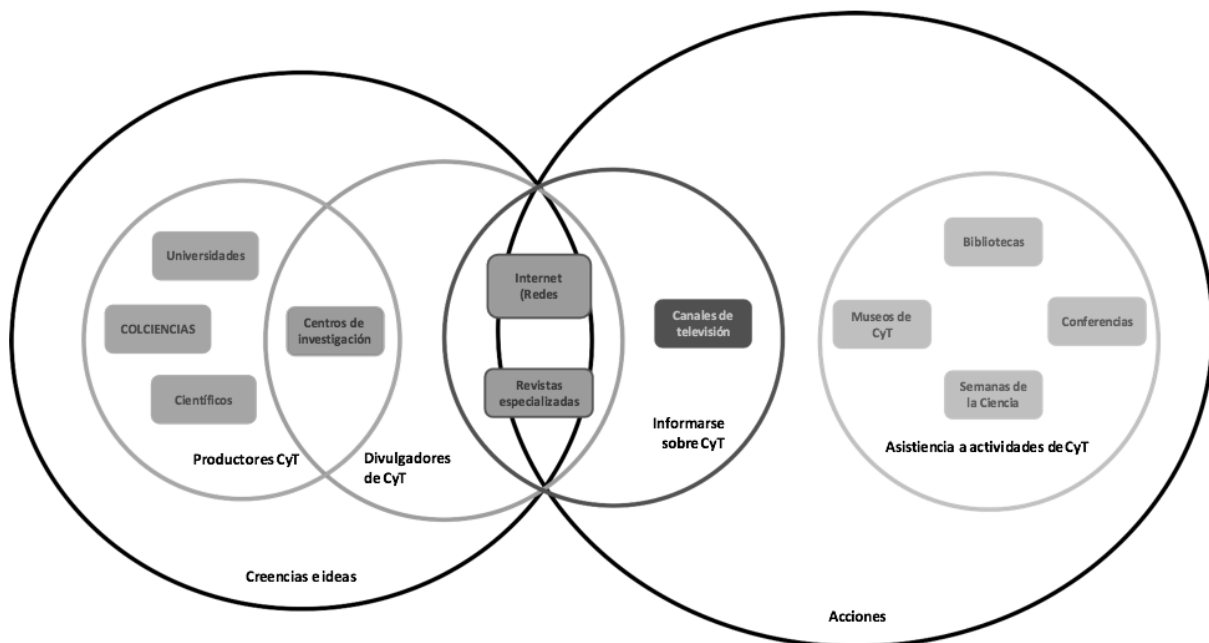 Universidades
COLCIENCIAS
Científicos
Centros de
investigación
Productores CyT
Divulgadores
de CyT
Creencias e ideas
Internet
(Redes
Revistas
especializadas
Canales de
televisión
Informarse
sobre CyT
Bibliotecas
Museos de
CyT
Conferencias
Semanas de
la Ciencia
Asistiencia a actividades de CyT
Acciones